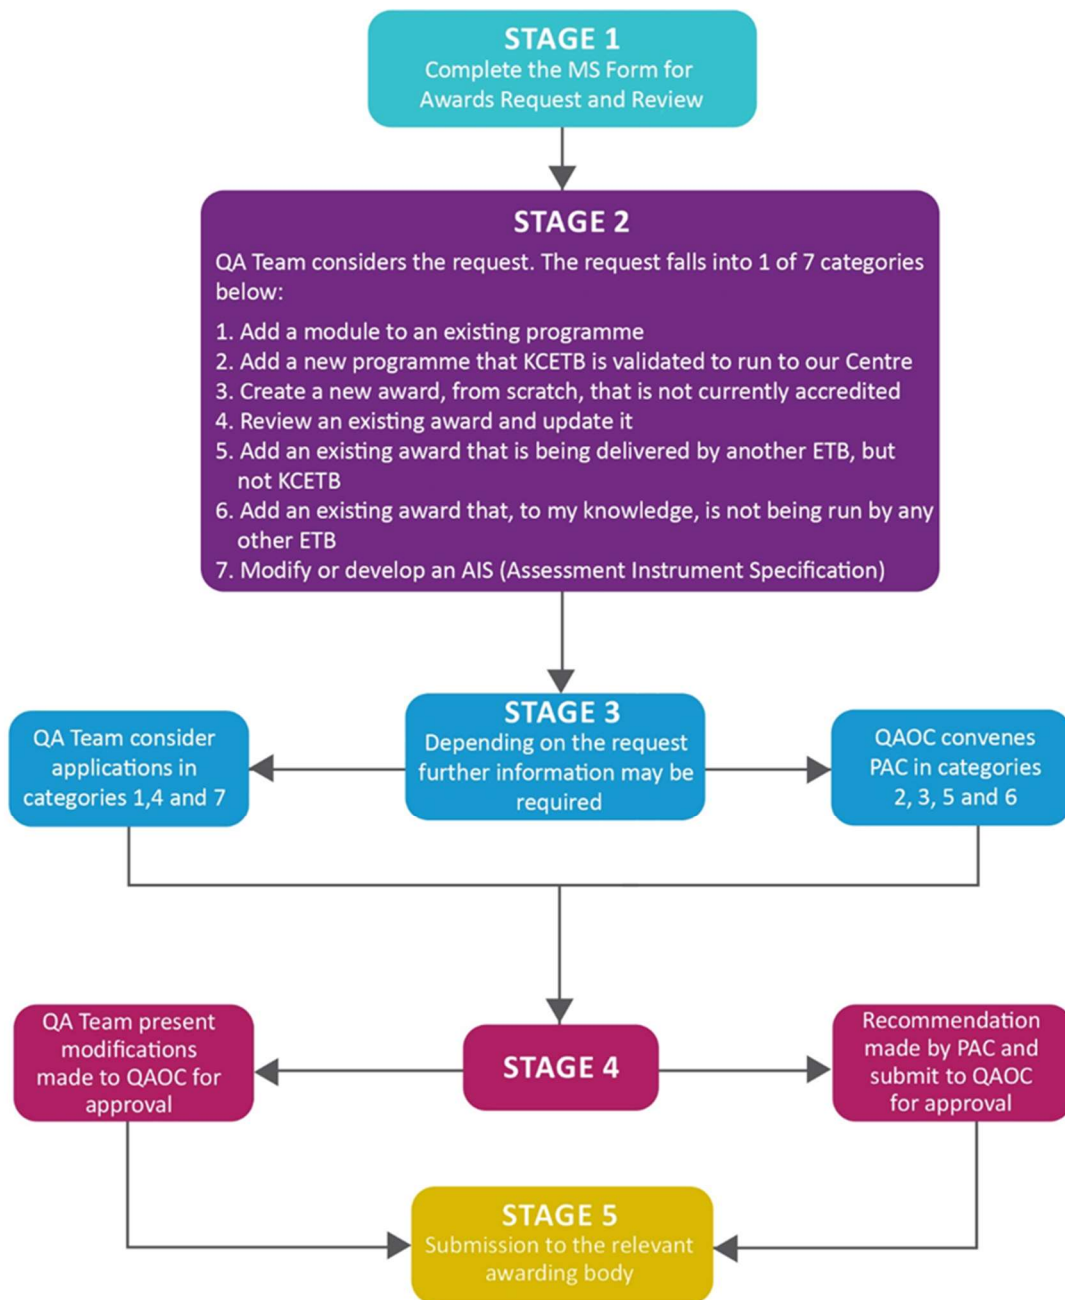 STAGE 1
Complete the MS Form for
Awards Request and Review
STAGE 2
QA Team considers the request. The request falls into 1 of 7 categories
below:
1. Add a module to an existing programme
2. Add a new programme that KCETB is validated to run to our Centre
3. Create a new award, from scratch, that is not currently accredited
4. Review an existing award and update it
5. Add an existing award that is being delivered by another ETB, but
not KCETB
6. Add an existing award that, to my knowledge, is not being run by any
other ETB
7. Modify or develop an AIS (Assessment Instrument Specification)
STAGE 3
Depending on the request
further information may be
required
QA Team consider
applications in
categories 1,4 and 7
QAOC convenes
PAC in categories
2, 3, 5 and 6
STAGE 4
QA Team present
modifications
made to QAOC for
approval
Recommendation
made by PAC and
submit to QAOC
for approval
STAGE 5
Submission to the relevant
awarding body